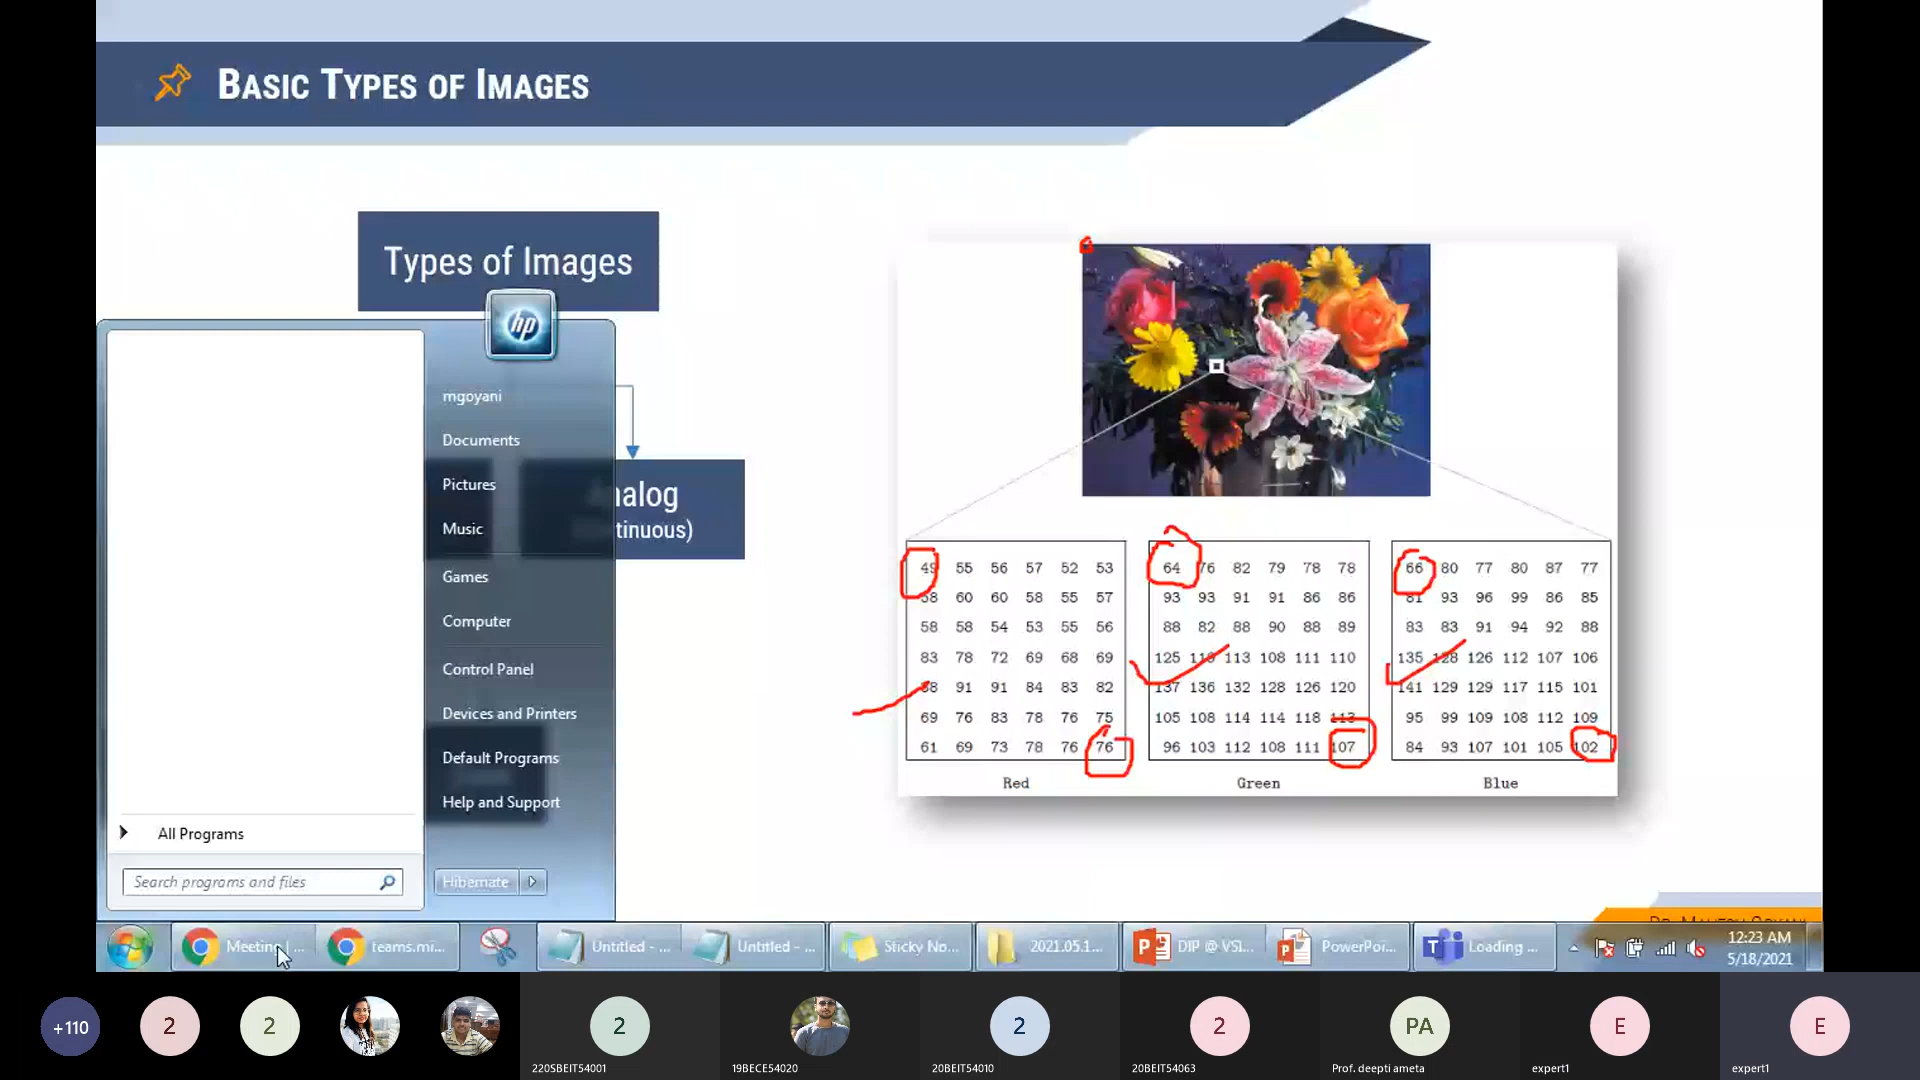 BASIC TYPES OF IMAGES
Types of Images
hp
mgoyani
Documents
Pictures
Music
Games
Computer
Control Panel
Devices and Printers
Default Programs
Help and Support
All Programs
Search programs and files
Hibernate
nalog
tinuous)
49 55 56 57 52 53
58 60 60 58 55 57
58 58 54 53 55 56
83 78 72 69 68 69
88 91 91 84 83 82
69 76 83 78 76 75
61 69 73 78 76 76
Red
64 76 82 79 78 78
93 93 91 91 86 86
88 82 88 90 88 89
125 119 113 108 111 110
137 136 132 128 126 120
105 108 114 114 118 113
96 103 112 108 111 107
Green
66 80 77 80 87 77
81 93 96 99 86 85
83 83 91 94 92 88
135 128 126 112 107 106
141 129 129 117 115 101
95 99 109 108 112 109
84 93 107 101 105 102
Blue
Meeting | ...
teams.mi...
Untitled - ...
Untitled - ...
Sticky No...
2021.05.1...
DIP @ VSI...
PowerPoi...
Loading ...
12:23 AM
5/18/2021
+110
2
2
2
220SBEIT54001
19BECE54020
2
20BEIT54010
2
20BEIT54063
PA
Prof. deepti ameta
E
expert1
E
expert1